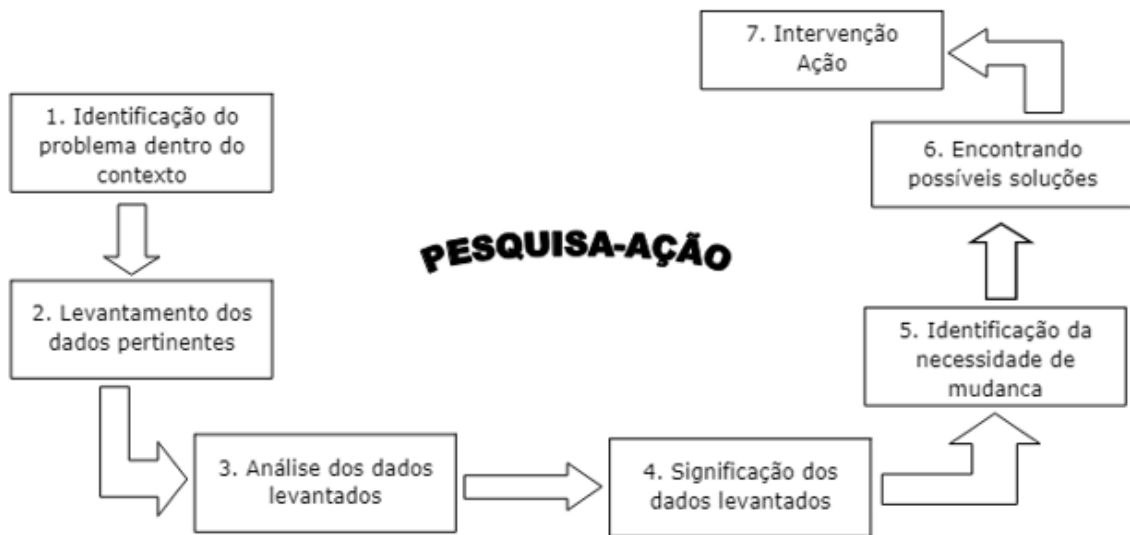 1. Identificação do
problema dentro do
contexto
2. Levantamento dos
dados pertinentes
3. Análise dos dados
levantados
4. Significação dos
dados levantados
5. Identificação da
necessidade de
mudanca
6. Encontrando
possíveis soluções
7. Intervenção
Ação
PESQUISA-AÇÃO